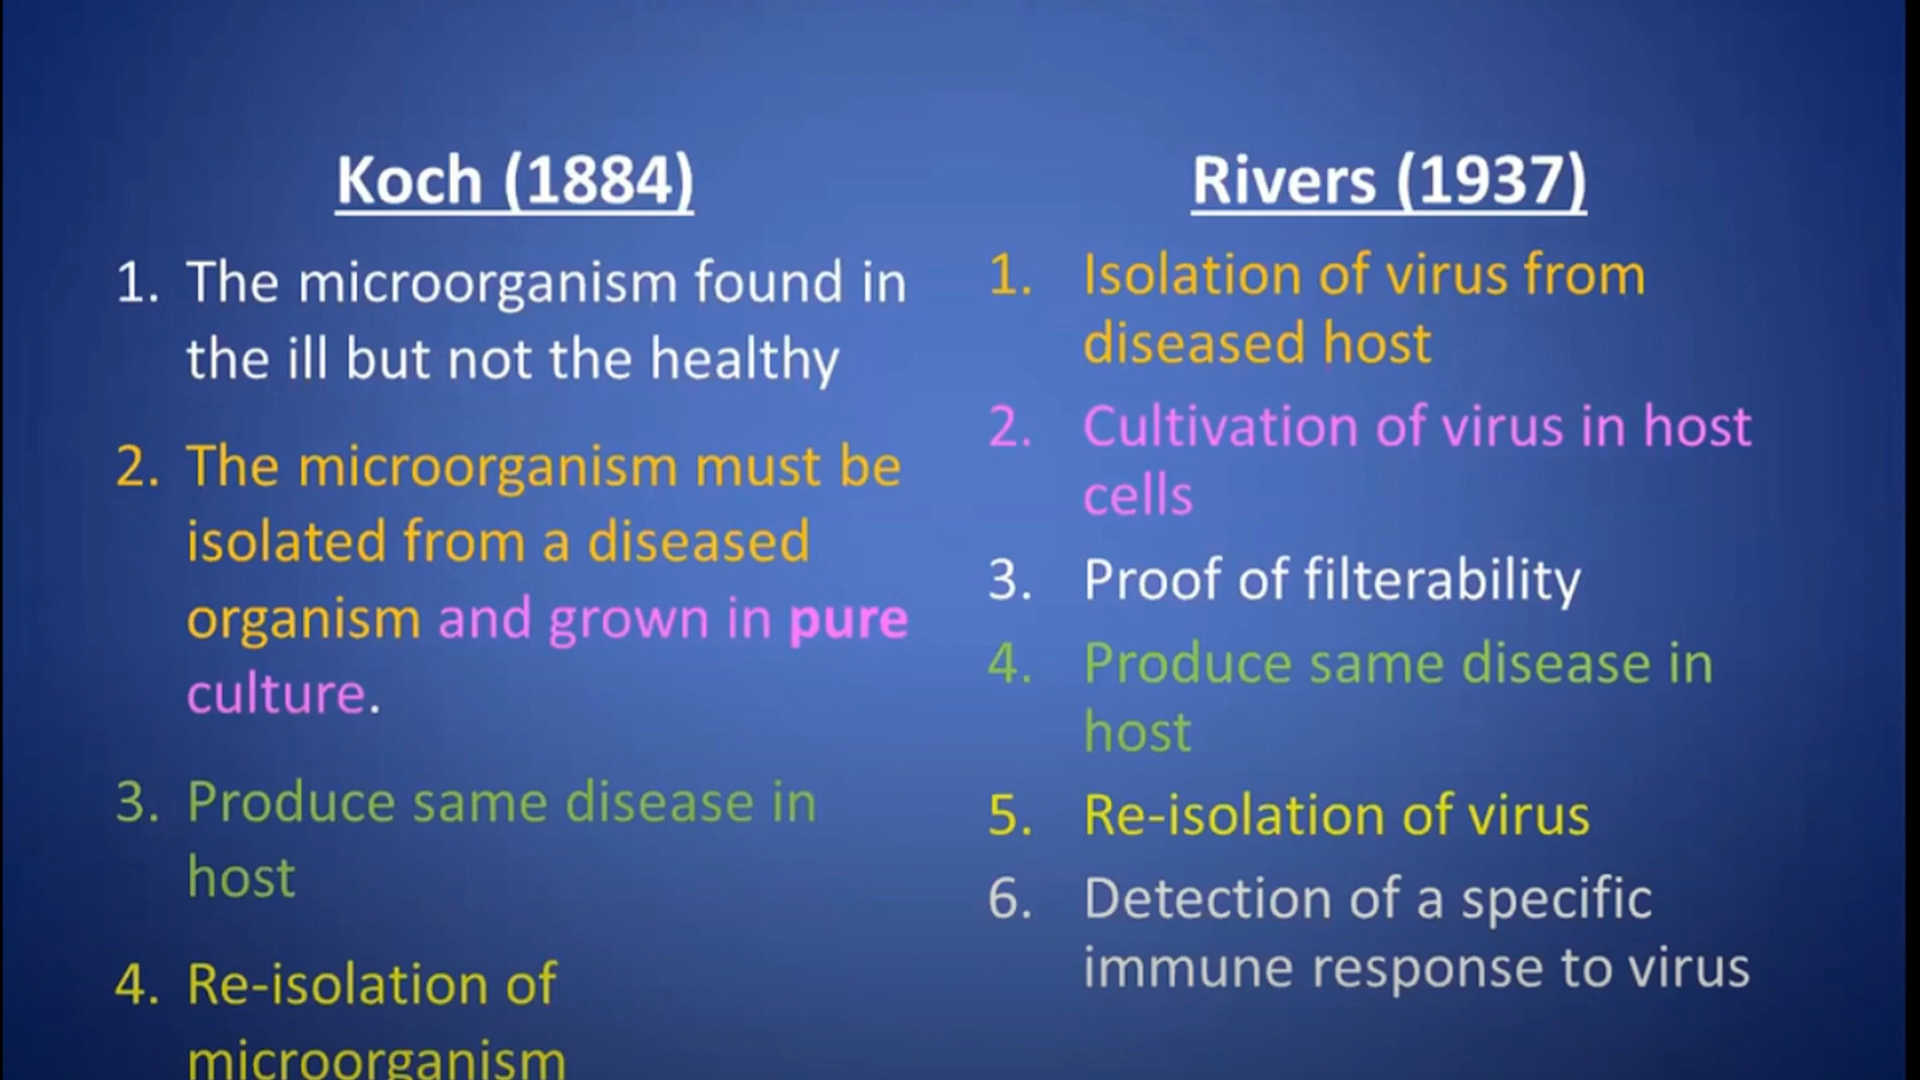 Koch (1884)
1. The microorganism found in
the ill but not the healthy
2. The microorganism must be
isolated from a diseased
organism and grown in pure
culture.
3. Produce same disease in
host
4. Re-isolation of
microorganism
Rivers (1937)
1. Isolation of virus from
diseased host
2. Cultivation of virus in host
cells
3. Proof of filterability
4. Produce same disease in
host
5. Re-isolation of virus
6. Detection of a specific
immune response to virus